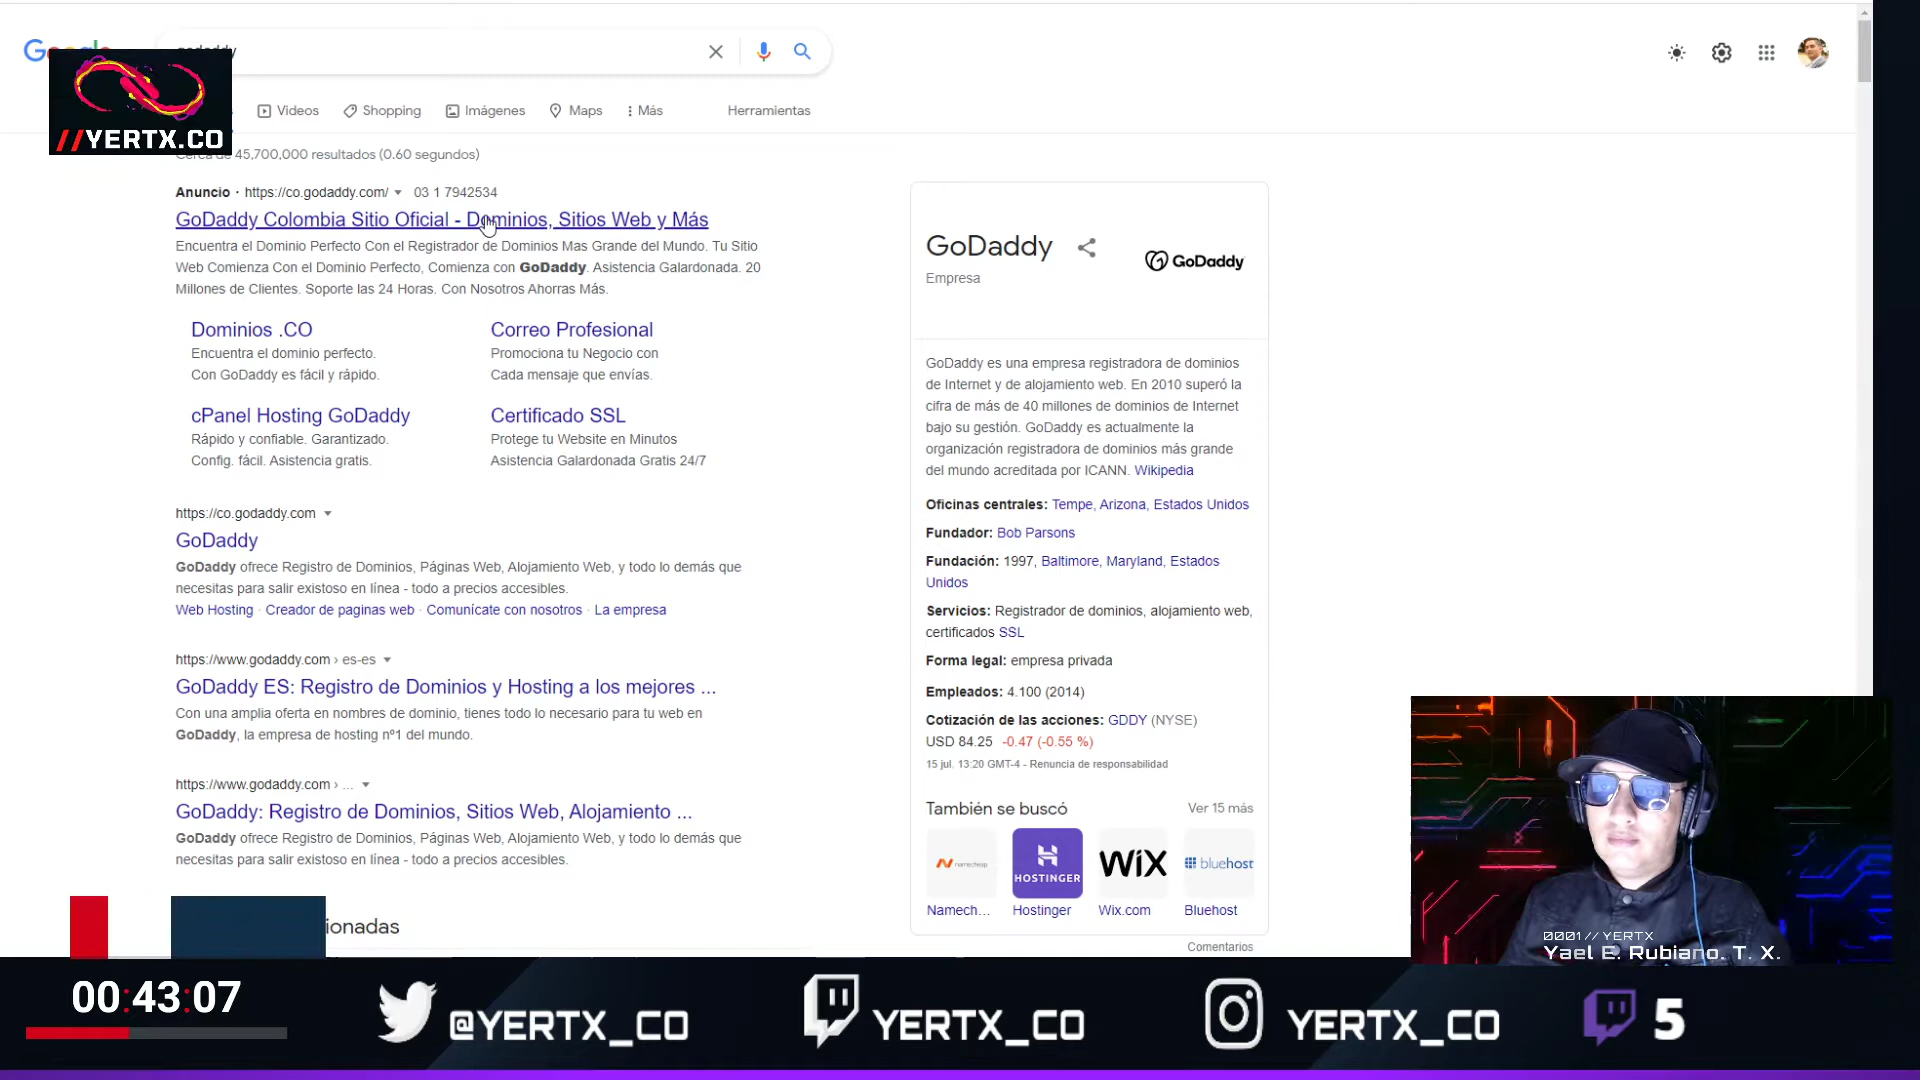 //YERTX.CO
Videos
Shopping
Imágenes
Maps
Más
Herramientas
45,700,000 resultados (0.60 segundos)
Anuncio · https://co.godaddy.com/ 03 1 7942534
GoDaddy Colombia Sitio Oficial - Dominios, Sitios Web y Más
Encuentra el Dominio Perfecto Con el Registrador de Dominios Mas Grande del Mundo. Tu Sitio
Web Comienza Con el Dominio Perfecto, Comienza con GoDaddy. Asistencia Galardonada. 20
Millones de Clientes. Soporte las 24 Horas. Con Nosotros Ahorras Más.
Dominios .CO
Encuentra el dominio perfecto.
Con GoDaddy es fácil y rápido.
Correo Profesional
Promociona tu Negocio con
Cada mensaje que envías.
cPanel Hosting GoDaddy
Rápido y confiable. Garantizado.
Config. fácil. Asistencia gratis.
Certificado SSL
Protege tu Website en Minutos
Asistencia Galardonada Gratis 24/7
https://co.godaddy.com
GoDaddy
GoDaddy ofrece Registro de Dominios, Páginas Web, Alojamiento Web, y todo lo demás que
necesitas para salir existoso en línea - todo a precios accesibles.
Web Hosting · Creador de paginas web · Comunícate con nosotros · La empresa
https://www.godaddy.com › es-es
GoDaddy ES: Registro de Dominios y Hosting a los mejores ...
Con una amplia oferta en nombres de dominio, tienes todo lo necesario para tu web en
GoDaddy, la empresa de hosting nº1 del mundo.
https://www.godaddy.com › ...
GoDaddy: Registro de Dominios, Sitios Web, Alojamiento ...
GoDaddy ofrece Registro de Dominios, Páginas Web, Alojamiento Web, y todo lo demás que
necesitas para salir existoso en línea - todo a precios accesibles.
ionadas
GoDaddy
Empresa
GoDaddy
GoDaddy es una empresa registradora de dominios
de Internet y de alojamiento web. En 2010 superó la
cifra de más de 40 millones de dominios de Internet
bajo su gestión. GoDaddy es actualmente la
organización registradora de dominios más grande
del mundo acreditada por ICANN. Wikipedia
Oficinas centrales: Tempe, Arizona, Estados Unidos
Fundador: Bob Parsons
Fundación: 1997, Baltimore, Maryland, Estados
Unidos
Servicios: Registrador de dominios, alojamiento web,
certificados SSL
Forma legal: empresa privada
Empleados: 4.100 (2014)
Cotización de las acciones: GDDY (NYSE)
USD 84.25 -0.47 (-0.55 %)
15 jul. 13:20 GMT-4 - Renuncia de responsabilidad
También se buscó
Ver 15 más
namecheap
HOSTINGER
WiX
bluehost
Namech...
Hostinger
Wix.com
Bluehost
Comentarios
0001 // YERTX
Yael E. Rubiano. T. X.
00:43:07
@YERTX_CO
YERTX_CO
YERTX_CO
5